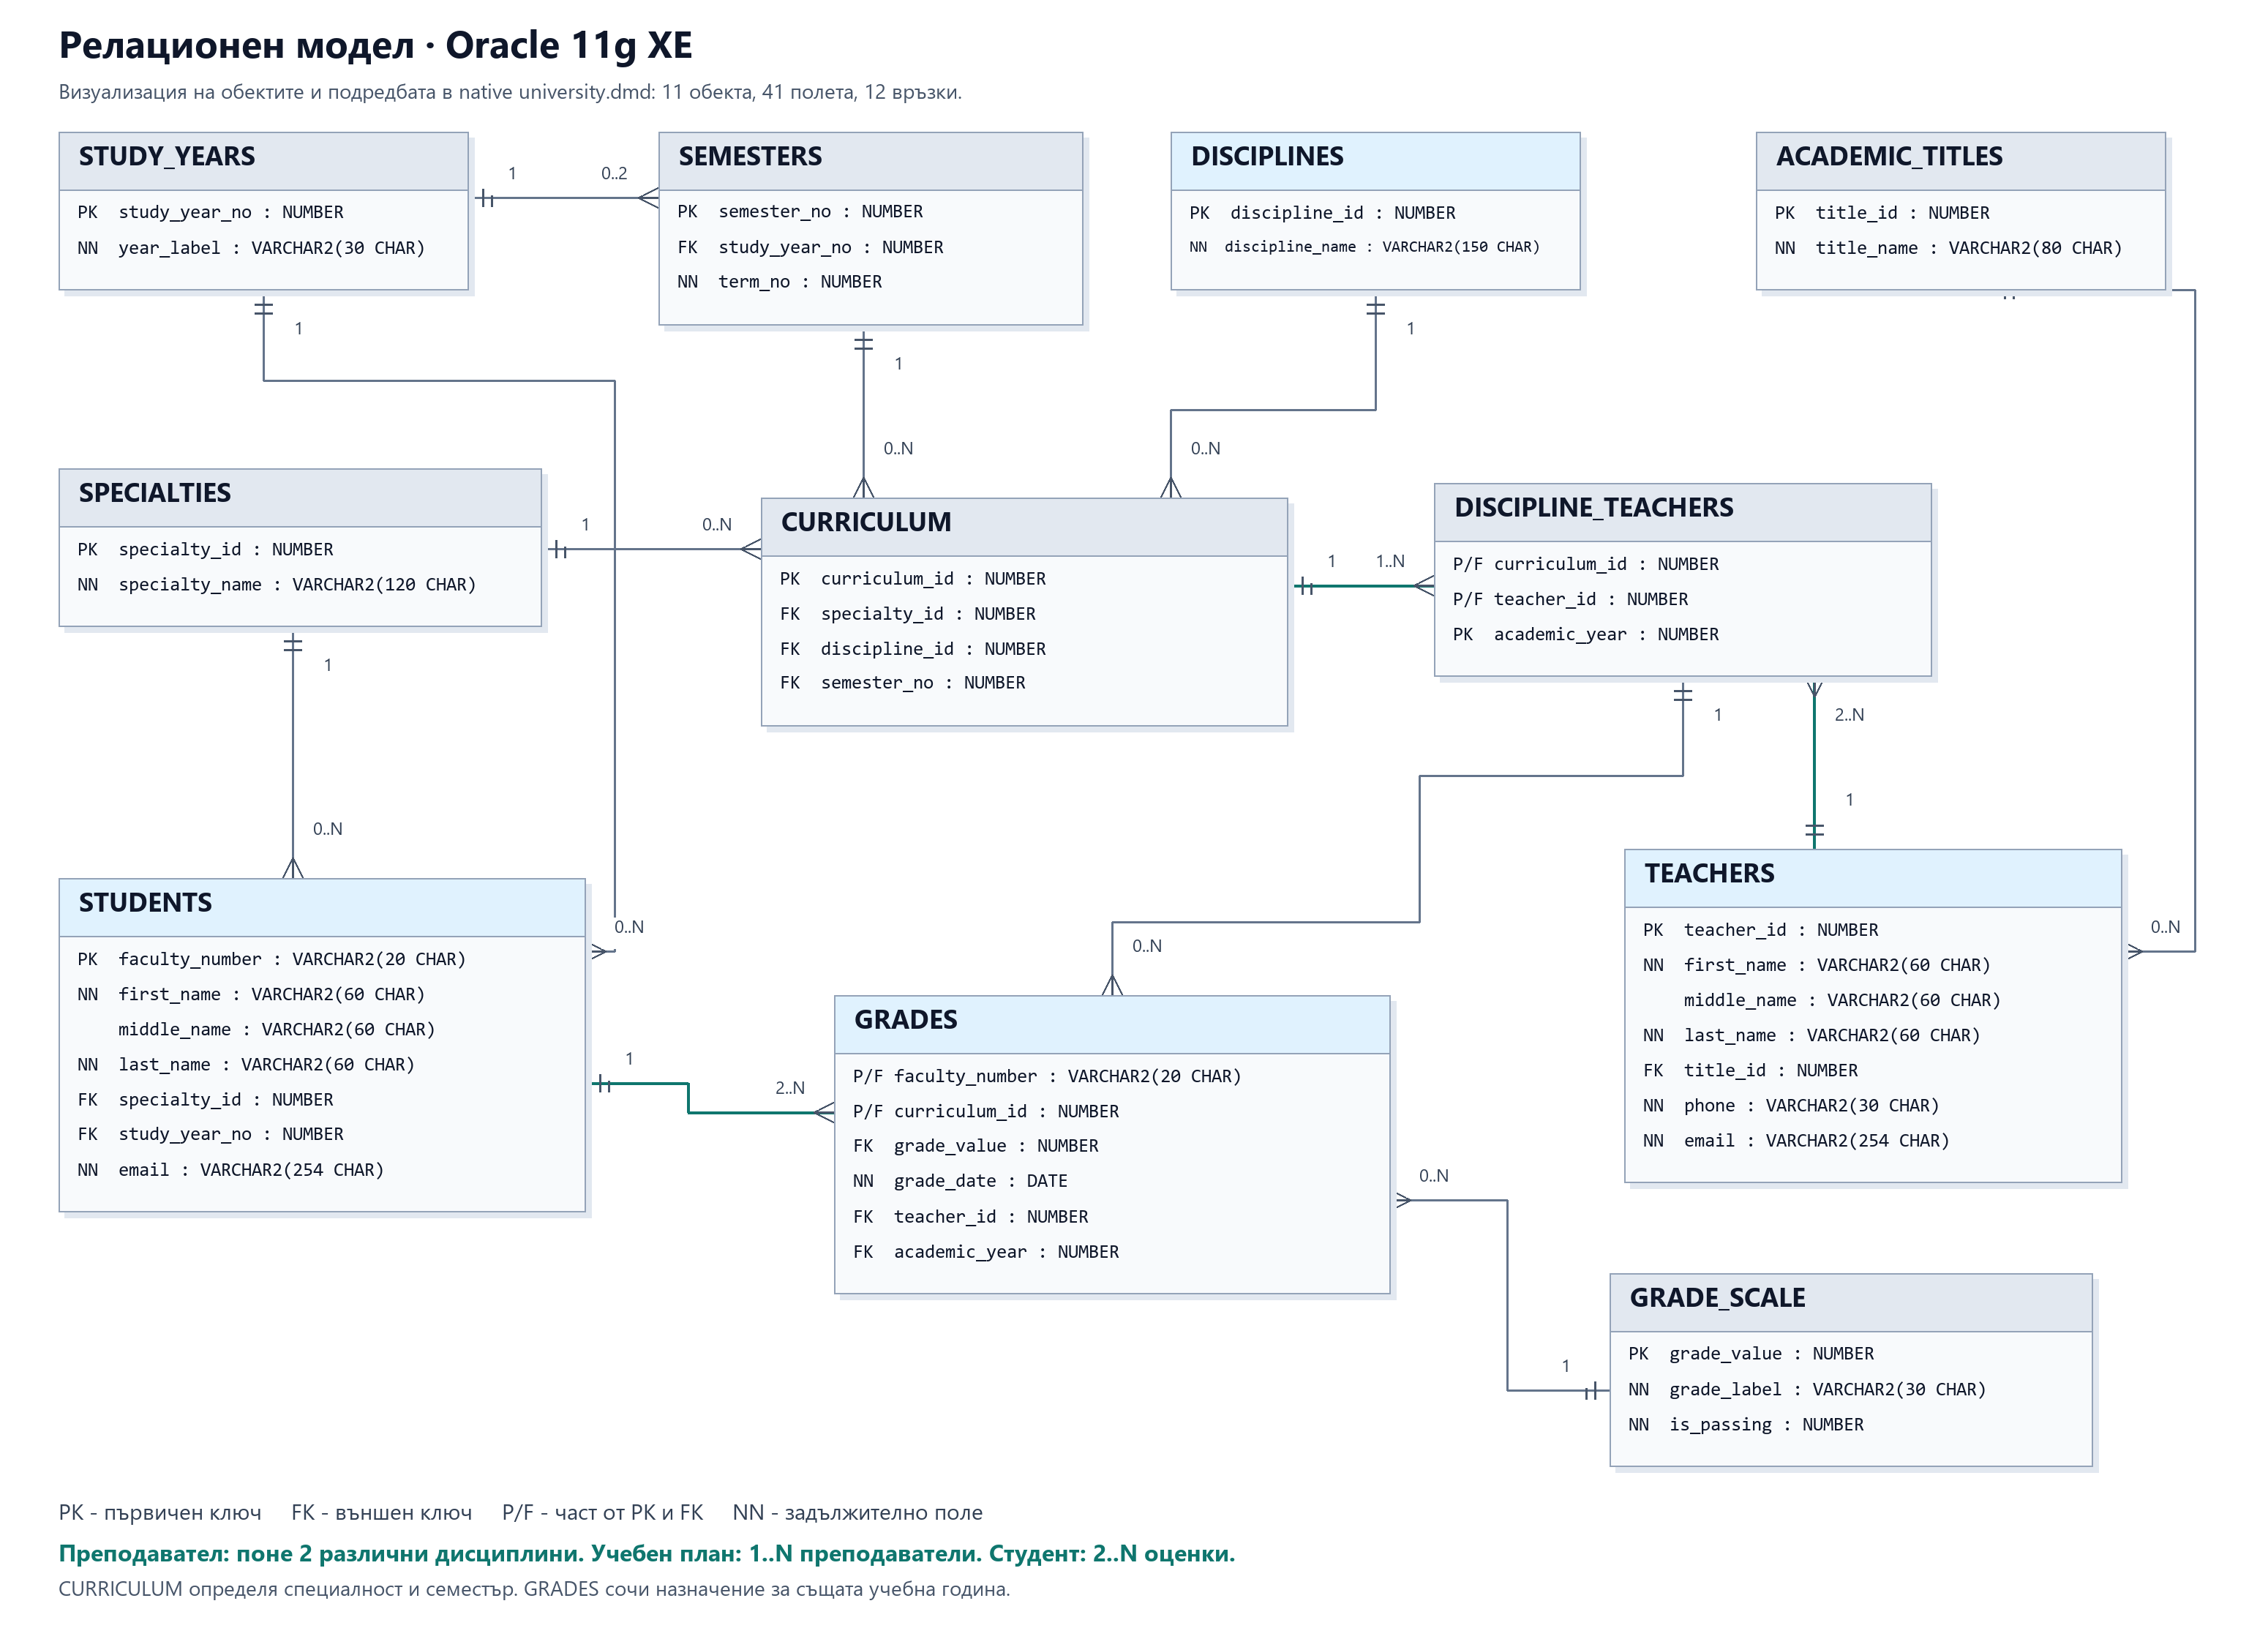 Релационен модел · Oracle 11g XE
Визуализация на обектите и подредбата в native university.dmd: 11 обекта, 41 полета, 12 връзки.
STUDY_YEARS
PK study_year_no : NUMBER
NN year_label : VARCHAR2(30 CHAR)
1
0..2
SEMESTERS
PK semester_no : NUMBER
FK study_year_no : NUMBER
NN term_no : NUMBER
DISCIPLINES
PK discipline_id : NUMBER
NN discipline_name : VARCHAR2(150 CHAR)
ACADEMIC_TITLES
PK title_id : NUMBER
NN title_name : VARCHAR2(80 CHAR)
1
1
1
0..N
0..N
SPECIALTIES
PK specialty_id : NUMBER
NN specialty_name : VARCHAR2(120 CHAR)
1
0..N
CURRICULUM
PK curriculum_id : NUMBER
FK specialty_id : NUMBER
FK discipline_id : NUMBER
FK semester_no : NUMBER
1
1..N
DISCIPLINE_TEACHERS
P/F curriculum_id : NUMBER
P/F teacher_id : NUMBER
PK academic_year : NUMBER
1
1
2..N
1
0..N
0..N
STUDENTS
PK faculty_number : VARCHAR2(20 CHAR)
NN first_name : VARCHAR2(60 CHAR)
middle_name : VARCHAR2(60 CHAR)
NN last_name : VARCHAR2(60 CHAR)
FK specialty_id : NUMBER
FK study_year_no : NUMBER
NN email : VARCHAR2(254 CHAR)
1
2..N
0..N
GRADES
P/F faculty_number : VARCHAR2(20 CHAR)
P/F curriculum_id : NUMBER
FK grade_value : NUMBER
NN grade_date : DATE
FK teacher_id : NUMBER
FK academic_year : NUMBER
TEACHERS
PK teacher_id : NUMBER
NN first_name : VARCHAR2(60 CHAR)
middle_name : VARCHAR2(60 CHAR)
NN last_name : VARCHAR2(60 CHAR)
FK title_id : NUMBER
NN phone : VARCHAR2(30 CHAR)
NN email : VARCHAR2(254 CHAR)
0..N
0..N
1
GRADE_SCALE
PK grade_value : NUMBER
NN grade_label : VARCHAR2(30 CHAR)
NN is_passing : NUMBER
PK - първичен ключ FK - външен ключ P/F - част от PK и FK NN - задължително поле
Преподавател: поне 2 различни дисциплини. Учебен план: 1..N преподаватели. Студент: 2..N оценки.
CURRICULUM определя специалност и семестър. GRADES сочи назначение за същата учебна година.